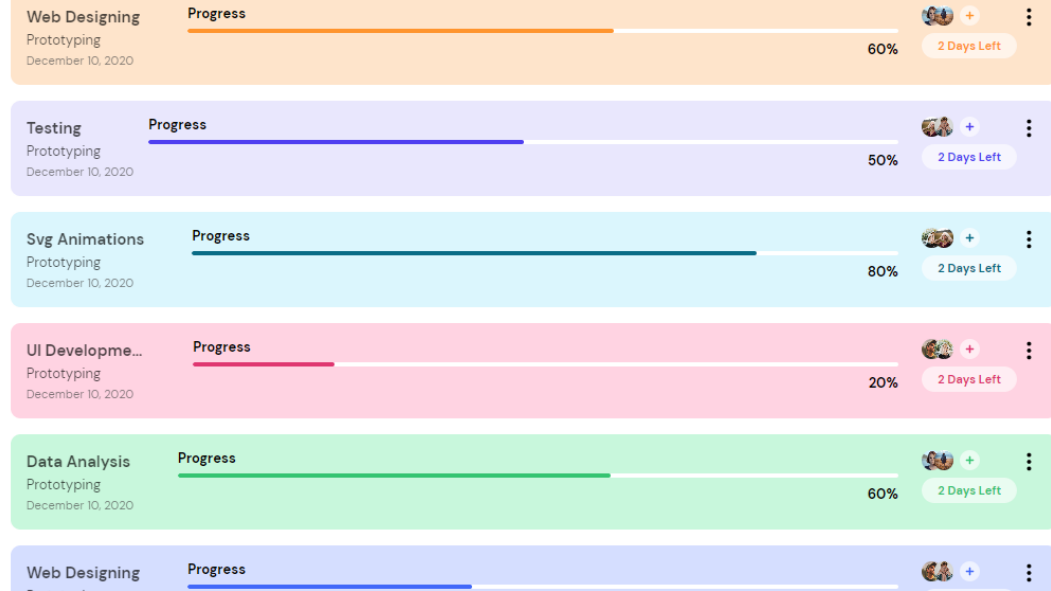 Web Designing
Prototyping
December 10, 2020
Progress
60%
+
2 Days Left
Testing
Prototyping
December 10, 2020
Progress
50%
+
2 Days Left
Svg Animations
Prototyping
December 10, 2020
Progress
80%
+
2 Days Left
UI Developme...
Prototyping
December 10, 2020
Progress
20%
+
2 Days Left
Data Analysis
Prototyping
December 10, 2020
Progress
60%
+
2 Days Left
Web Designing
Progress
+